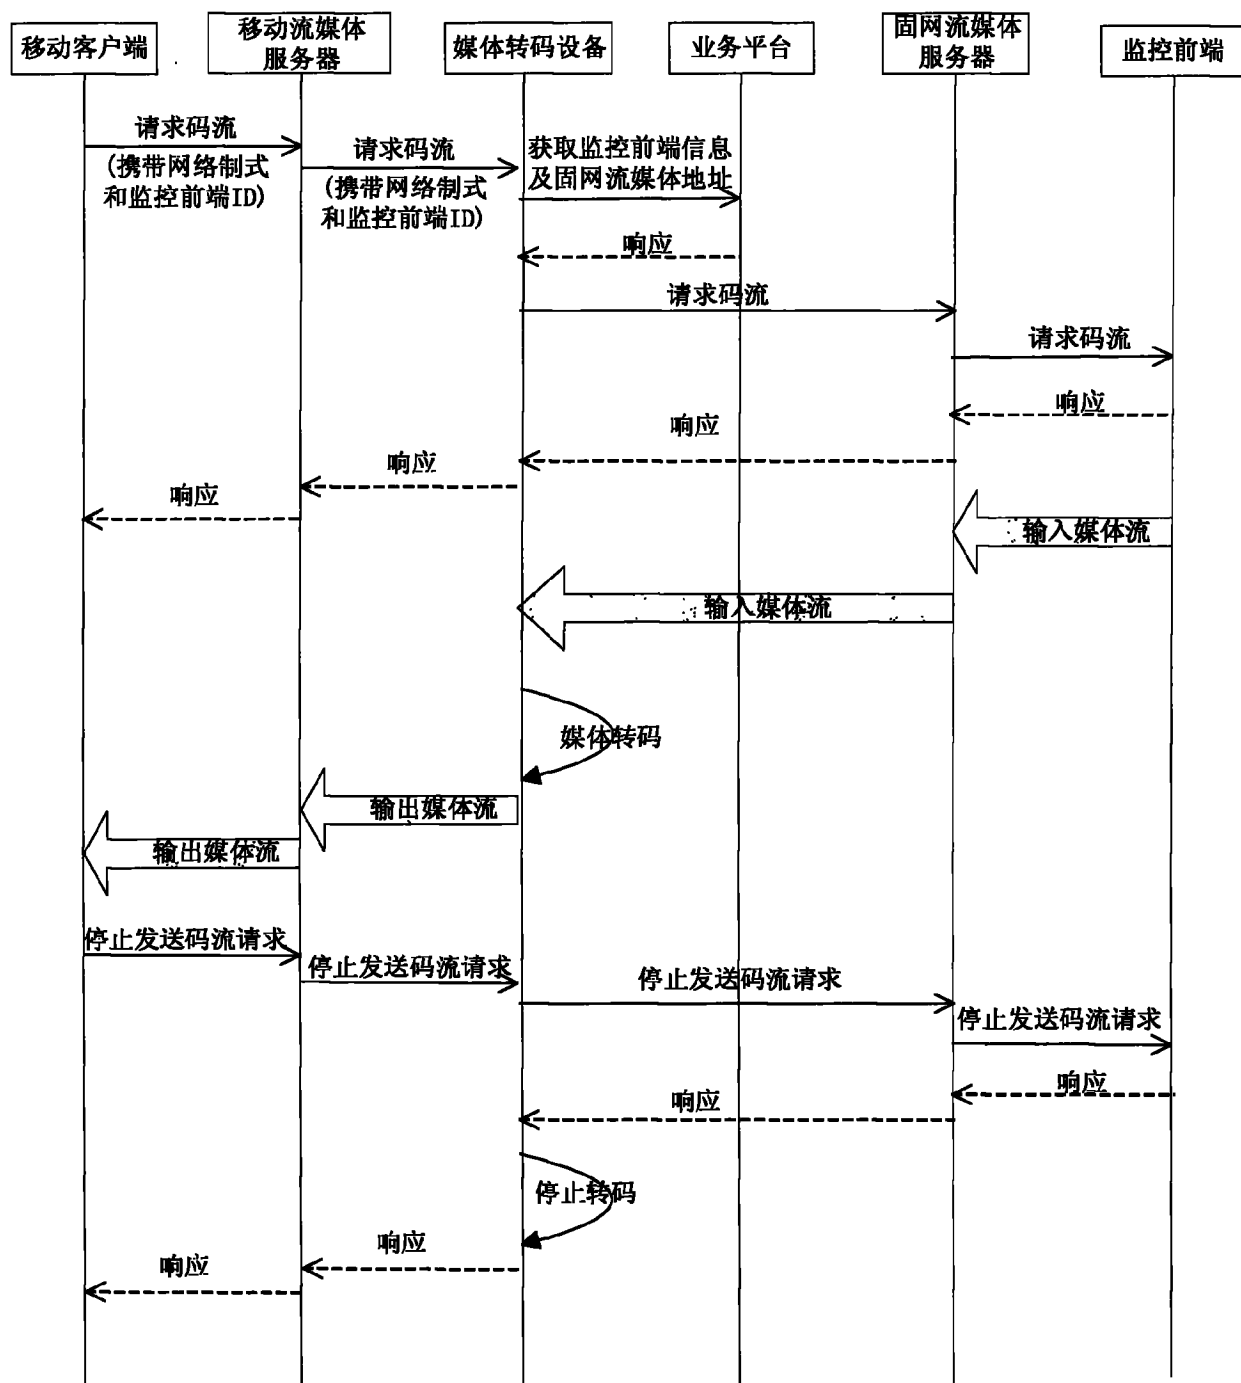 移动客户端
移动流媒体
服务器
媒体转码设备
业务平台
固网流媒体
服务器
监控前端
请求码流
(携带网络制式
和监控前端ID)
请求码流
(携带网络制式
和监控前端ID)
获取监控前端信息
及固网流媒体地址
响应
请求码流
请求码流
响应
响应
响应
响应
输入媒体流
输入媒体流
媒体转码
输出媒体流
输出媒体流
停止发送码流请求
停止发送码流请求
停止发送码流请求
停止发送码流请求
响应
响应
停止转码
响应
响应